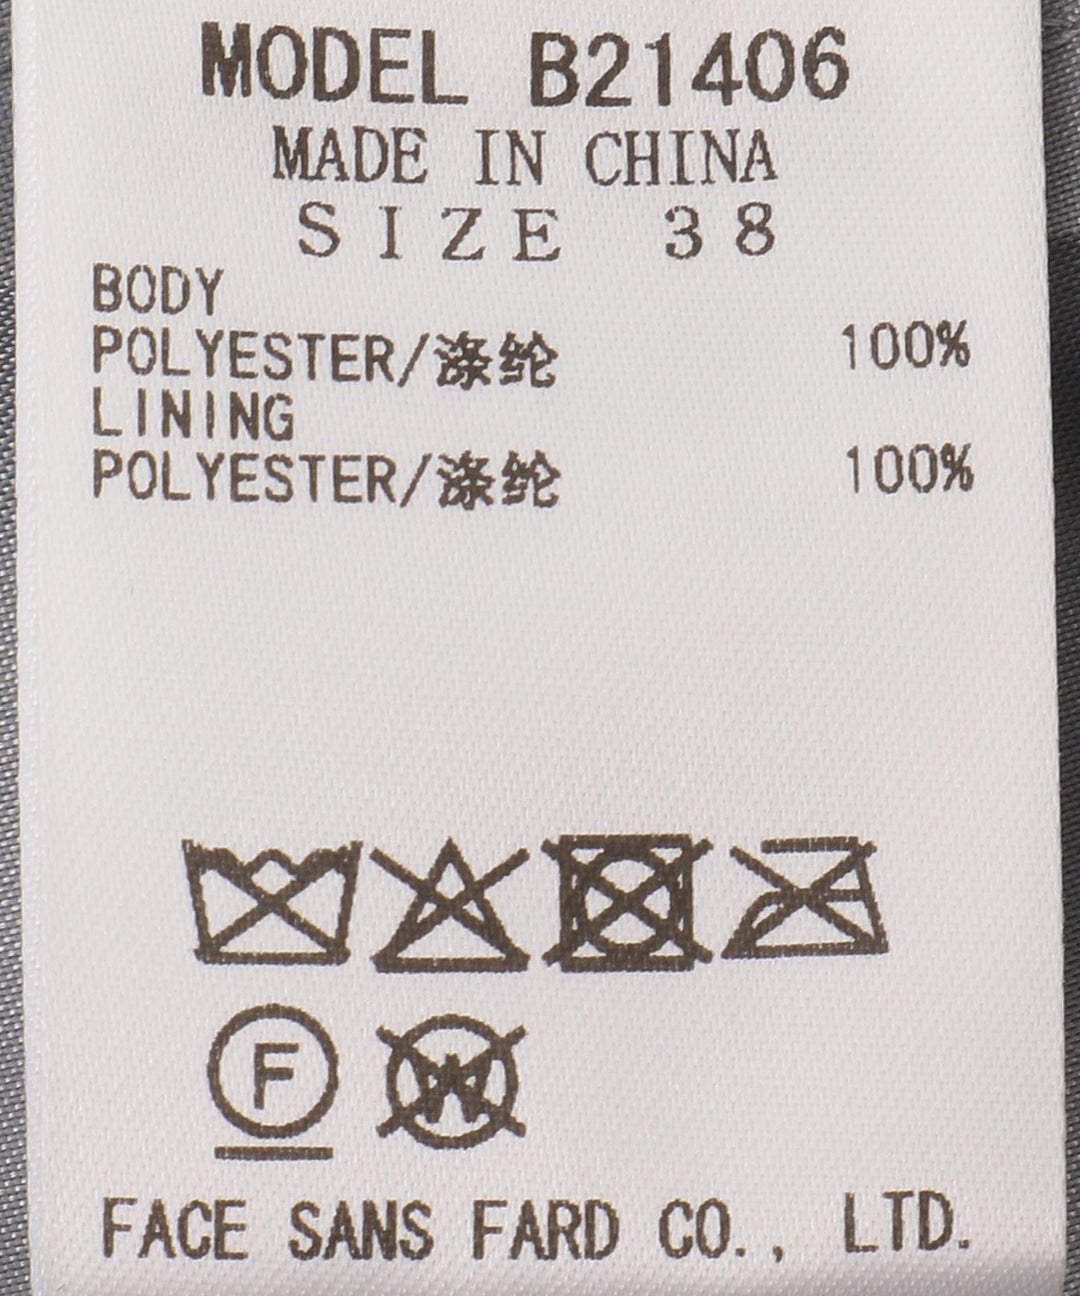 MODEL B21406
MADE IN CHINA
SIZE 38
BODY
POLYESTER/涤纶 100%
LINING
POLYESTER/涤纶 100%
F W
FACE SANS FARD CO., LTD.